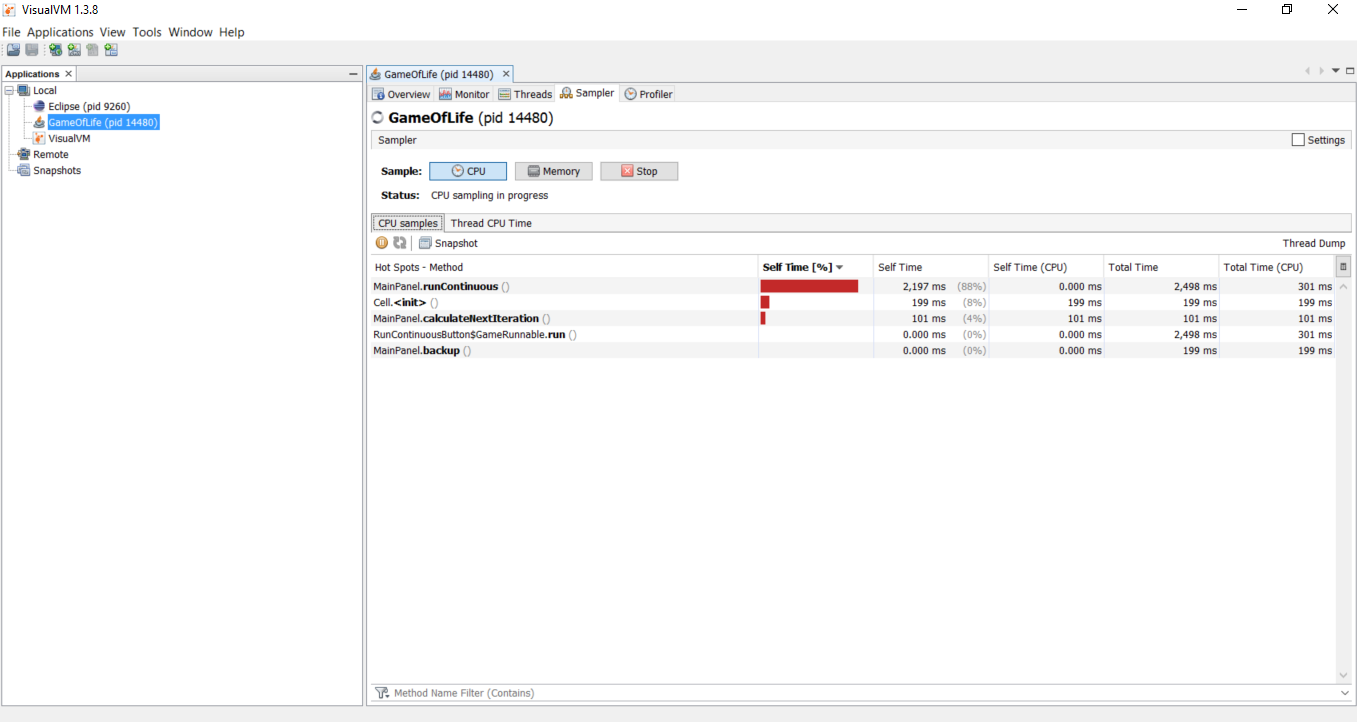 VisualVM 1.3.8
File Applications View Tools Window Help
Applications
Local
Eclipse (pid 9260)
GameOfLife (pid 14480)
VisualVM
Remote
Snapshots
GameOfLife (pid 14480)
Overview Monitor Threads Sampler Profiler
GameOfLife (pid 14480)
Sampler Settings
Sample: CPU Memory Stop
Status: CPU sampling in progress
CPU samples Thread CPU Time
Snapshot Thread Dump
Hot Spots - Method Self Time [%] Self Time Self Time (CPU) Total Time Total Time (CPU)
MainPanel.runContinuous () 2,197 ms (88%) 0.000 ms 2,498 ms 301 ms
Cell.<init> () 199 ms (8%) 199 ms 199 ms 199 ms
MainPanel.calculateNextIteration () 101 ms (4%) 101 ms 101 ms 101 ms
RunContinuousButton$GameRunnable.run () 0.000 ms (0%) 0.000 ms 2,498 ms 301 ms
MainPanel.backup () 0.000 ms (0%) 0.000 ms 199 ms 199 ms
Method Name Filter (Contains)